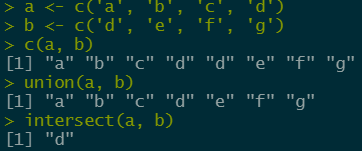 > a <- c('a', 'b', 'c', 'd')
> b <- c('d', 'e', 'f', 'g')
> c(a, b)
[1] "a" "b" "c" "d" "d" "e" "f" "g"
> union(a, b)
[1] "a" "b" "c" "d" "e" "f" "g"
> intersect(a, b)
[1] "d"